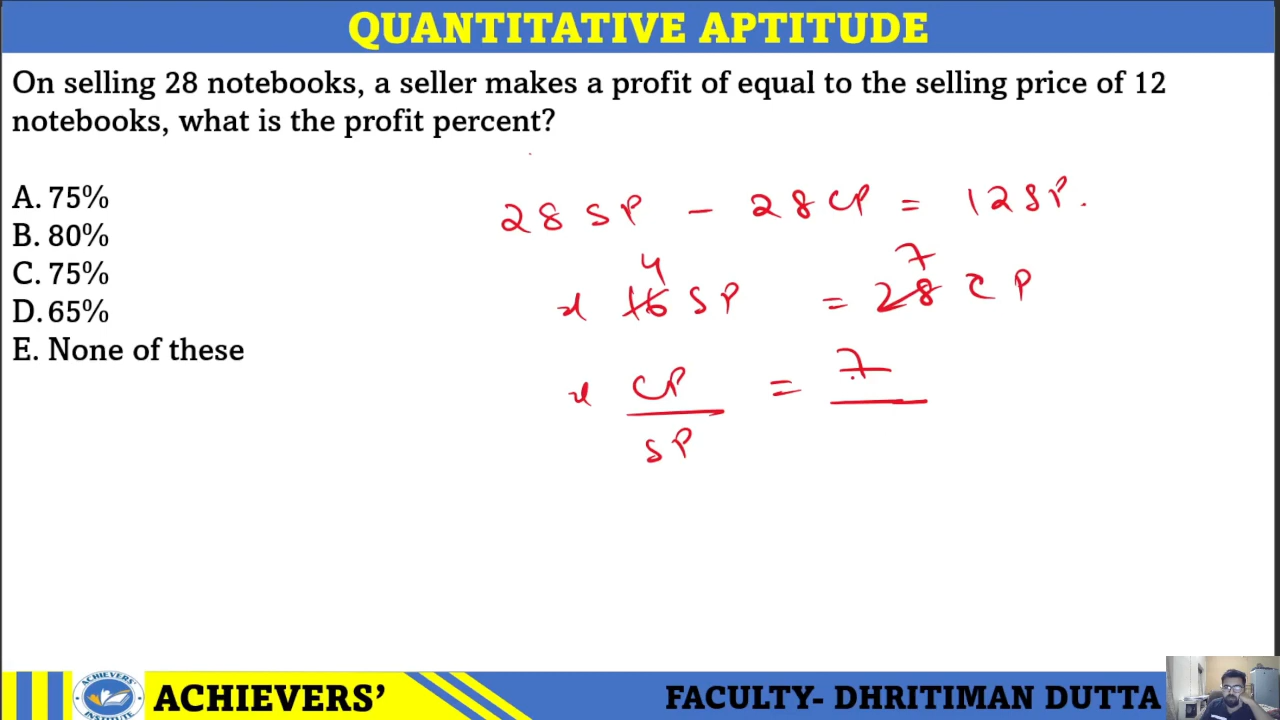 QUANTITATIVE APTITUDE
On selling 28 notebooks, a seller makes a profit of equal to the selling price of 12
notebooks, what is the profit percent?
A. 75%
B. 80%
C. 75%
D. 65%
E. None of these
28 SP - 28 CP = 12 SP.
4 7
16 SP = 28 CP
CP = 7
SP
ACHIEVERS' INSTITUTE
ACHIEVERS’
FACULTY- DHRITIMAN DUTTA